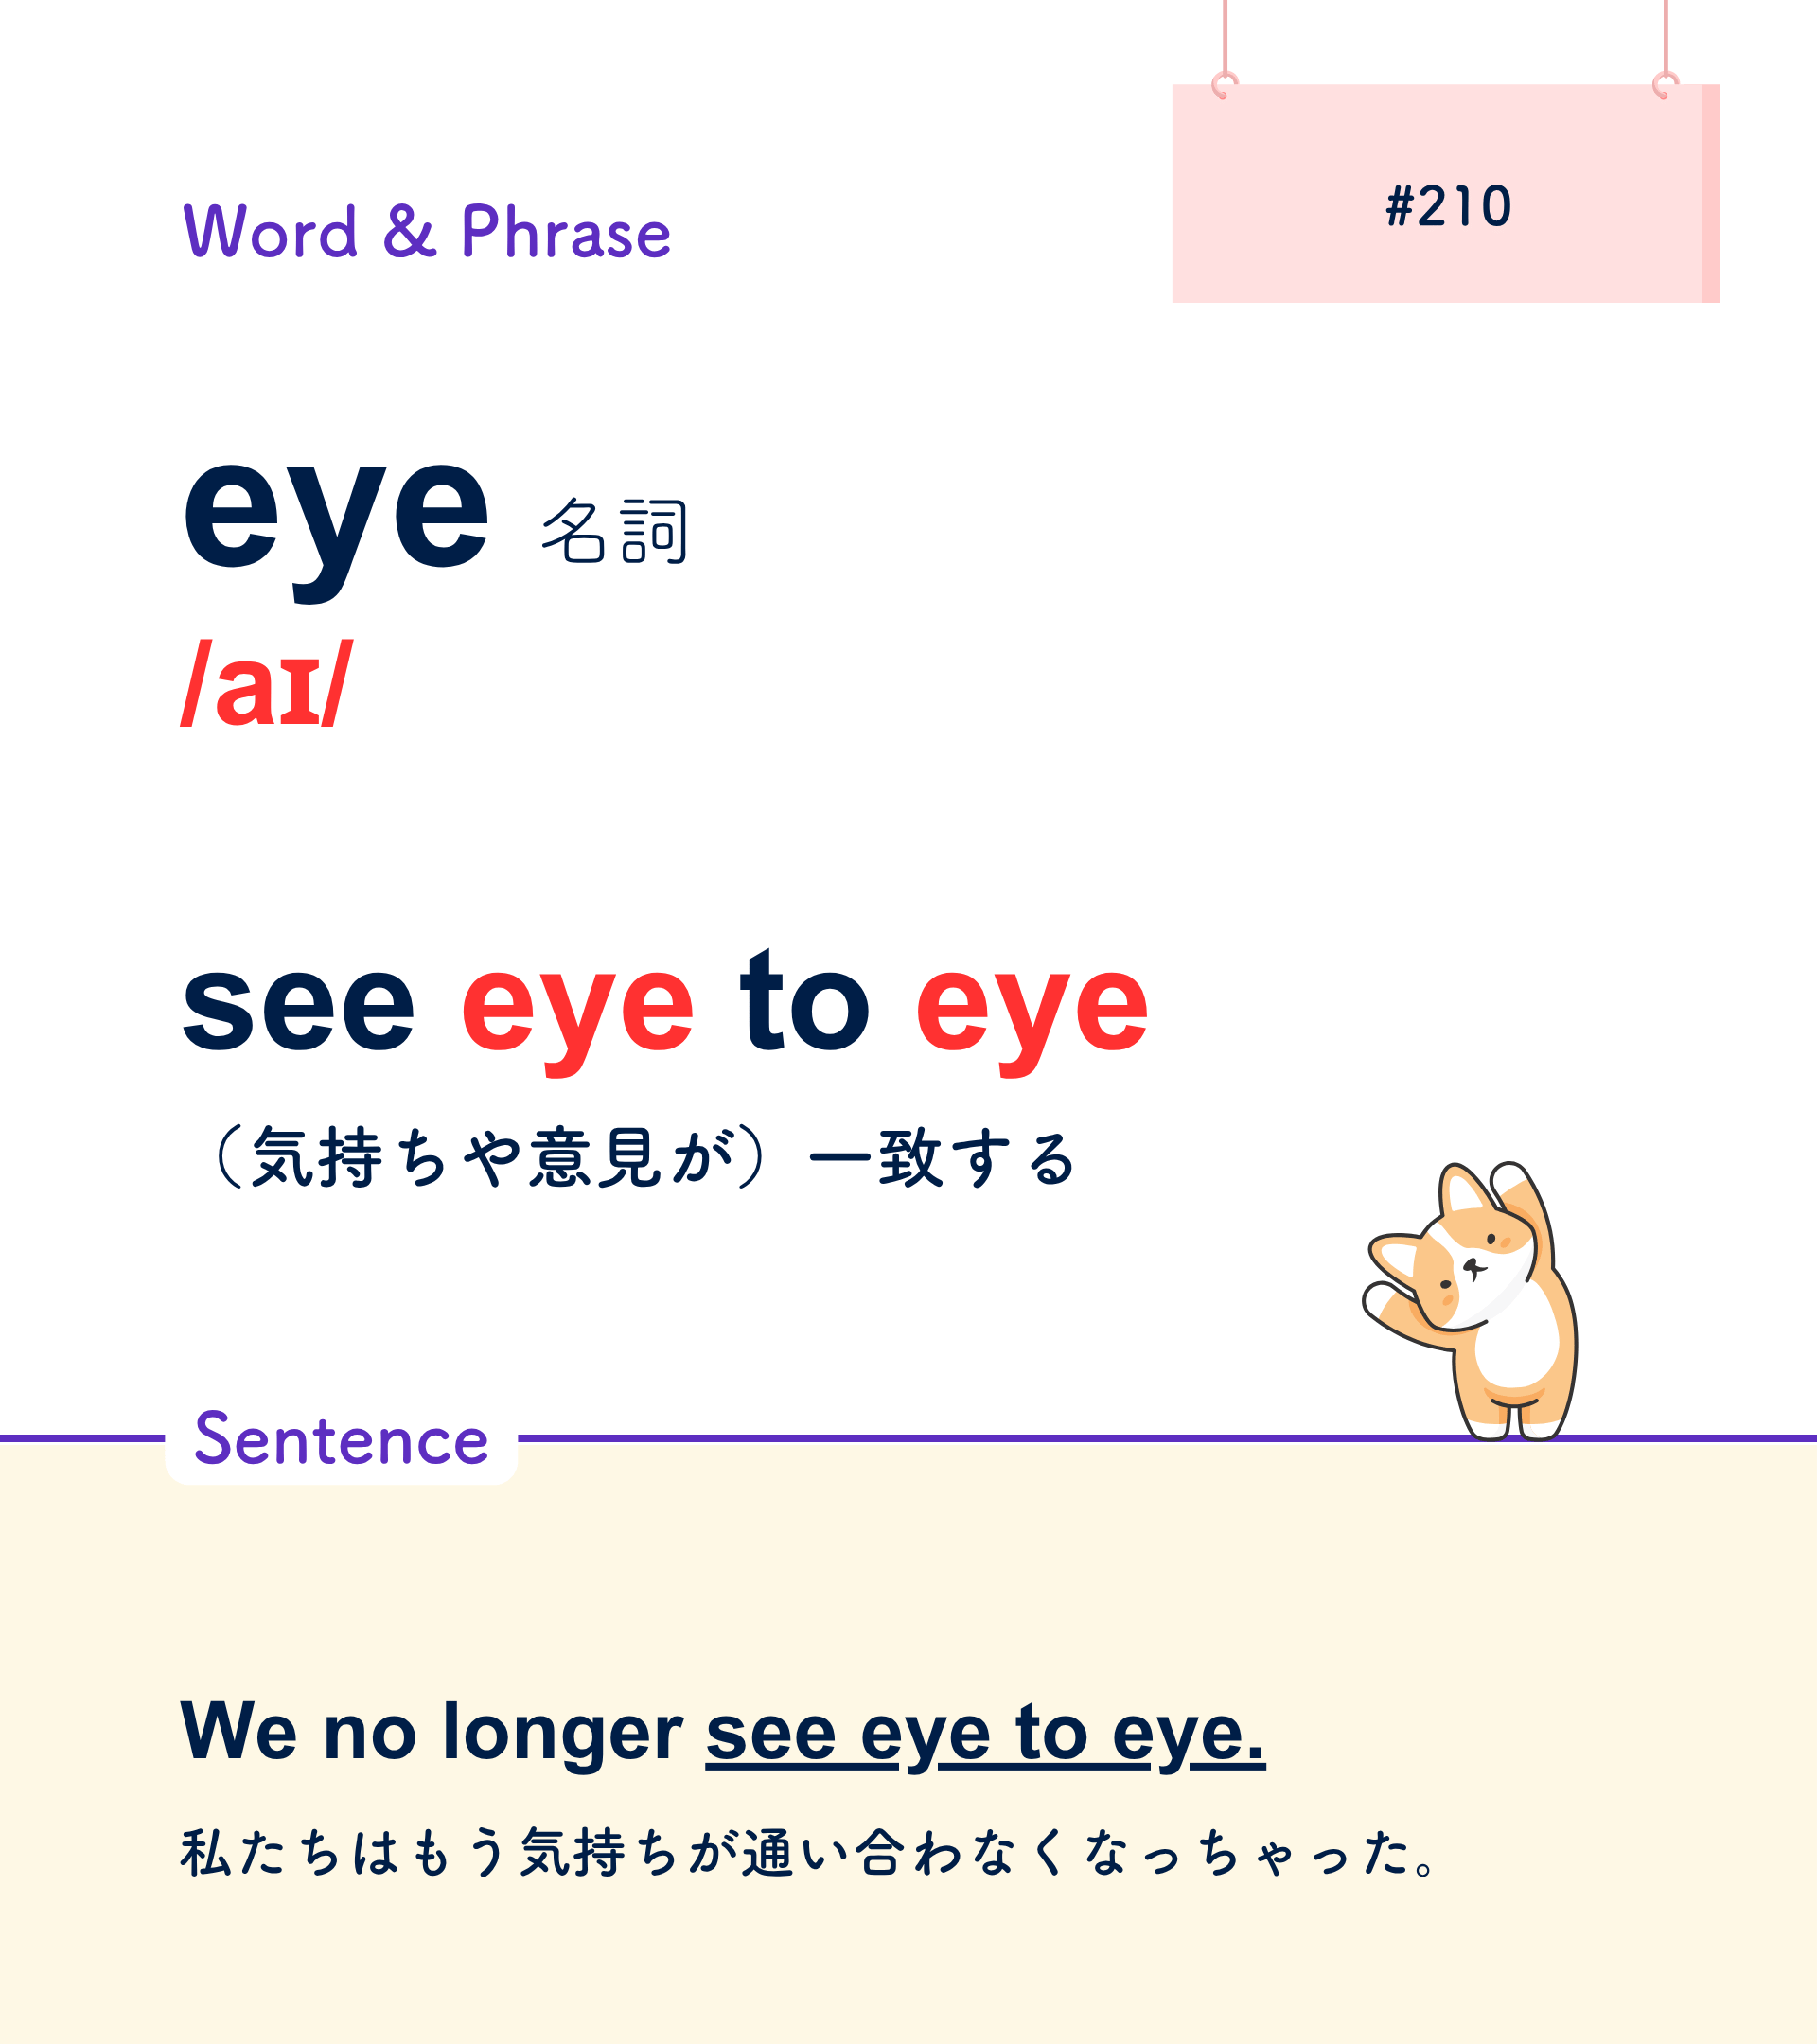 #210
Word & Phrase
eye 名詞
/aɪ/
see eye to eye
（気持ちや意見が）一致する
Sentence
We no longer see eye to eye.
私たちはもう気持ちが通い合わなくなっちゃった。